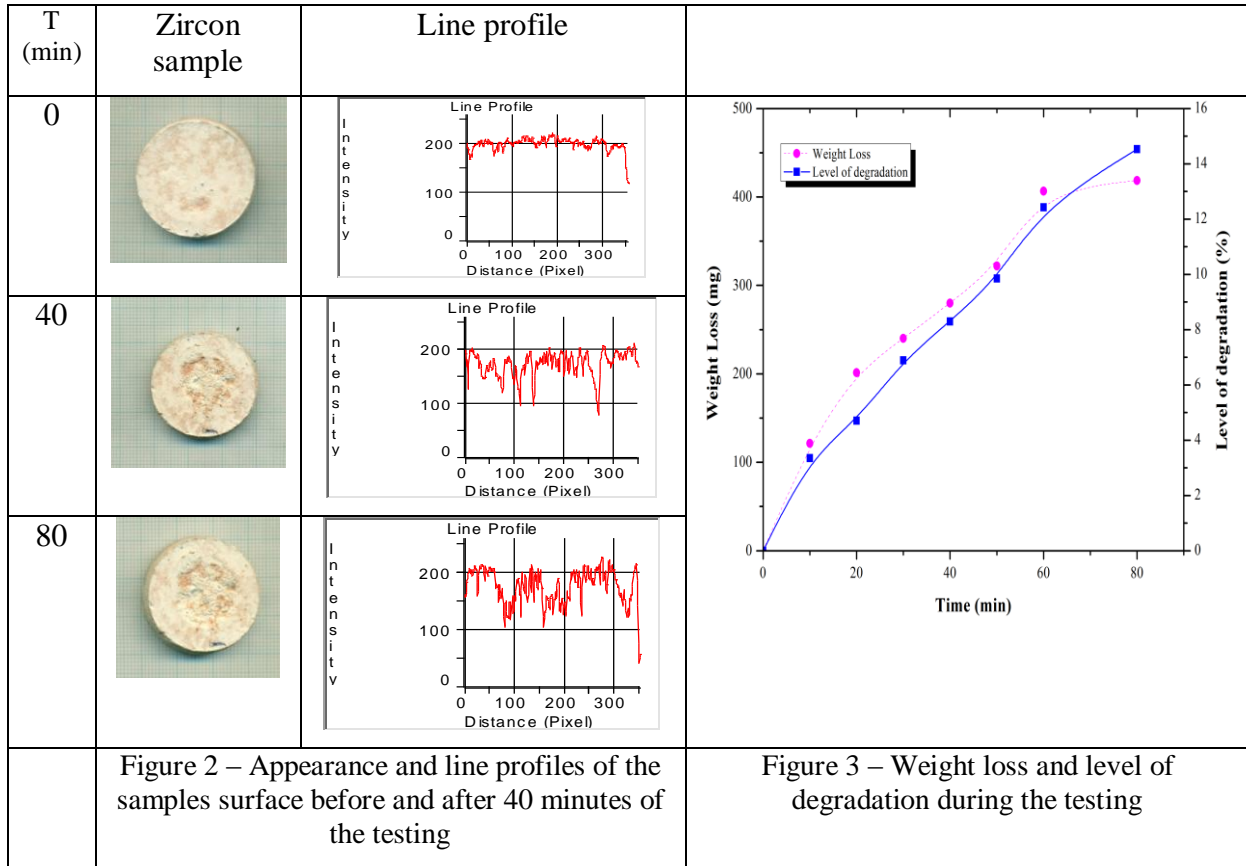 T
(min)
Zircon
sample
Line profile
0
Line Profile
Intensity
200
100
0
0 100 200 300
Distance (Pixel)
40
Line Profile
Intensity
200
100
0
0 100 200 300
Distance (Pixel)
80
Line Profile
Intensity
200
100
0
0 100 200 300
Distance (Pixel)
500
400
300
200
100
0
Weight Loss (mg)
Weight Loss
Level of degradation
16
14
12
10
8
6
4
2
0
Level of degradation (%)
0 20 40 60 80
Time (min)
Figure 2 – Appearance and line profiles of the
samples surface before and after 40 minutes of
the testing
Figure 3 – Weight loss and level of
degradation during the testing